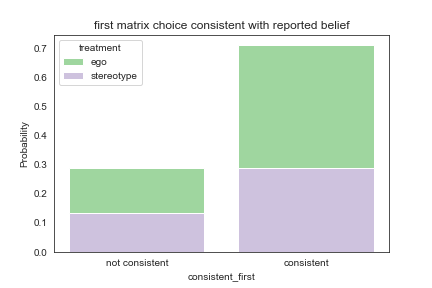 first matrix choice consistent with reported belief
treatment
ego
stereotype
Probability
0.7
0.6
0.5
0.4
0.3
0.2
0.1
0.0
not consistent
consistent
consistent_first